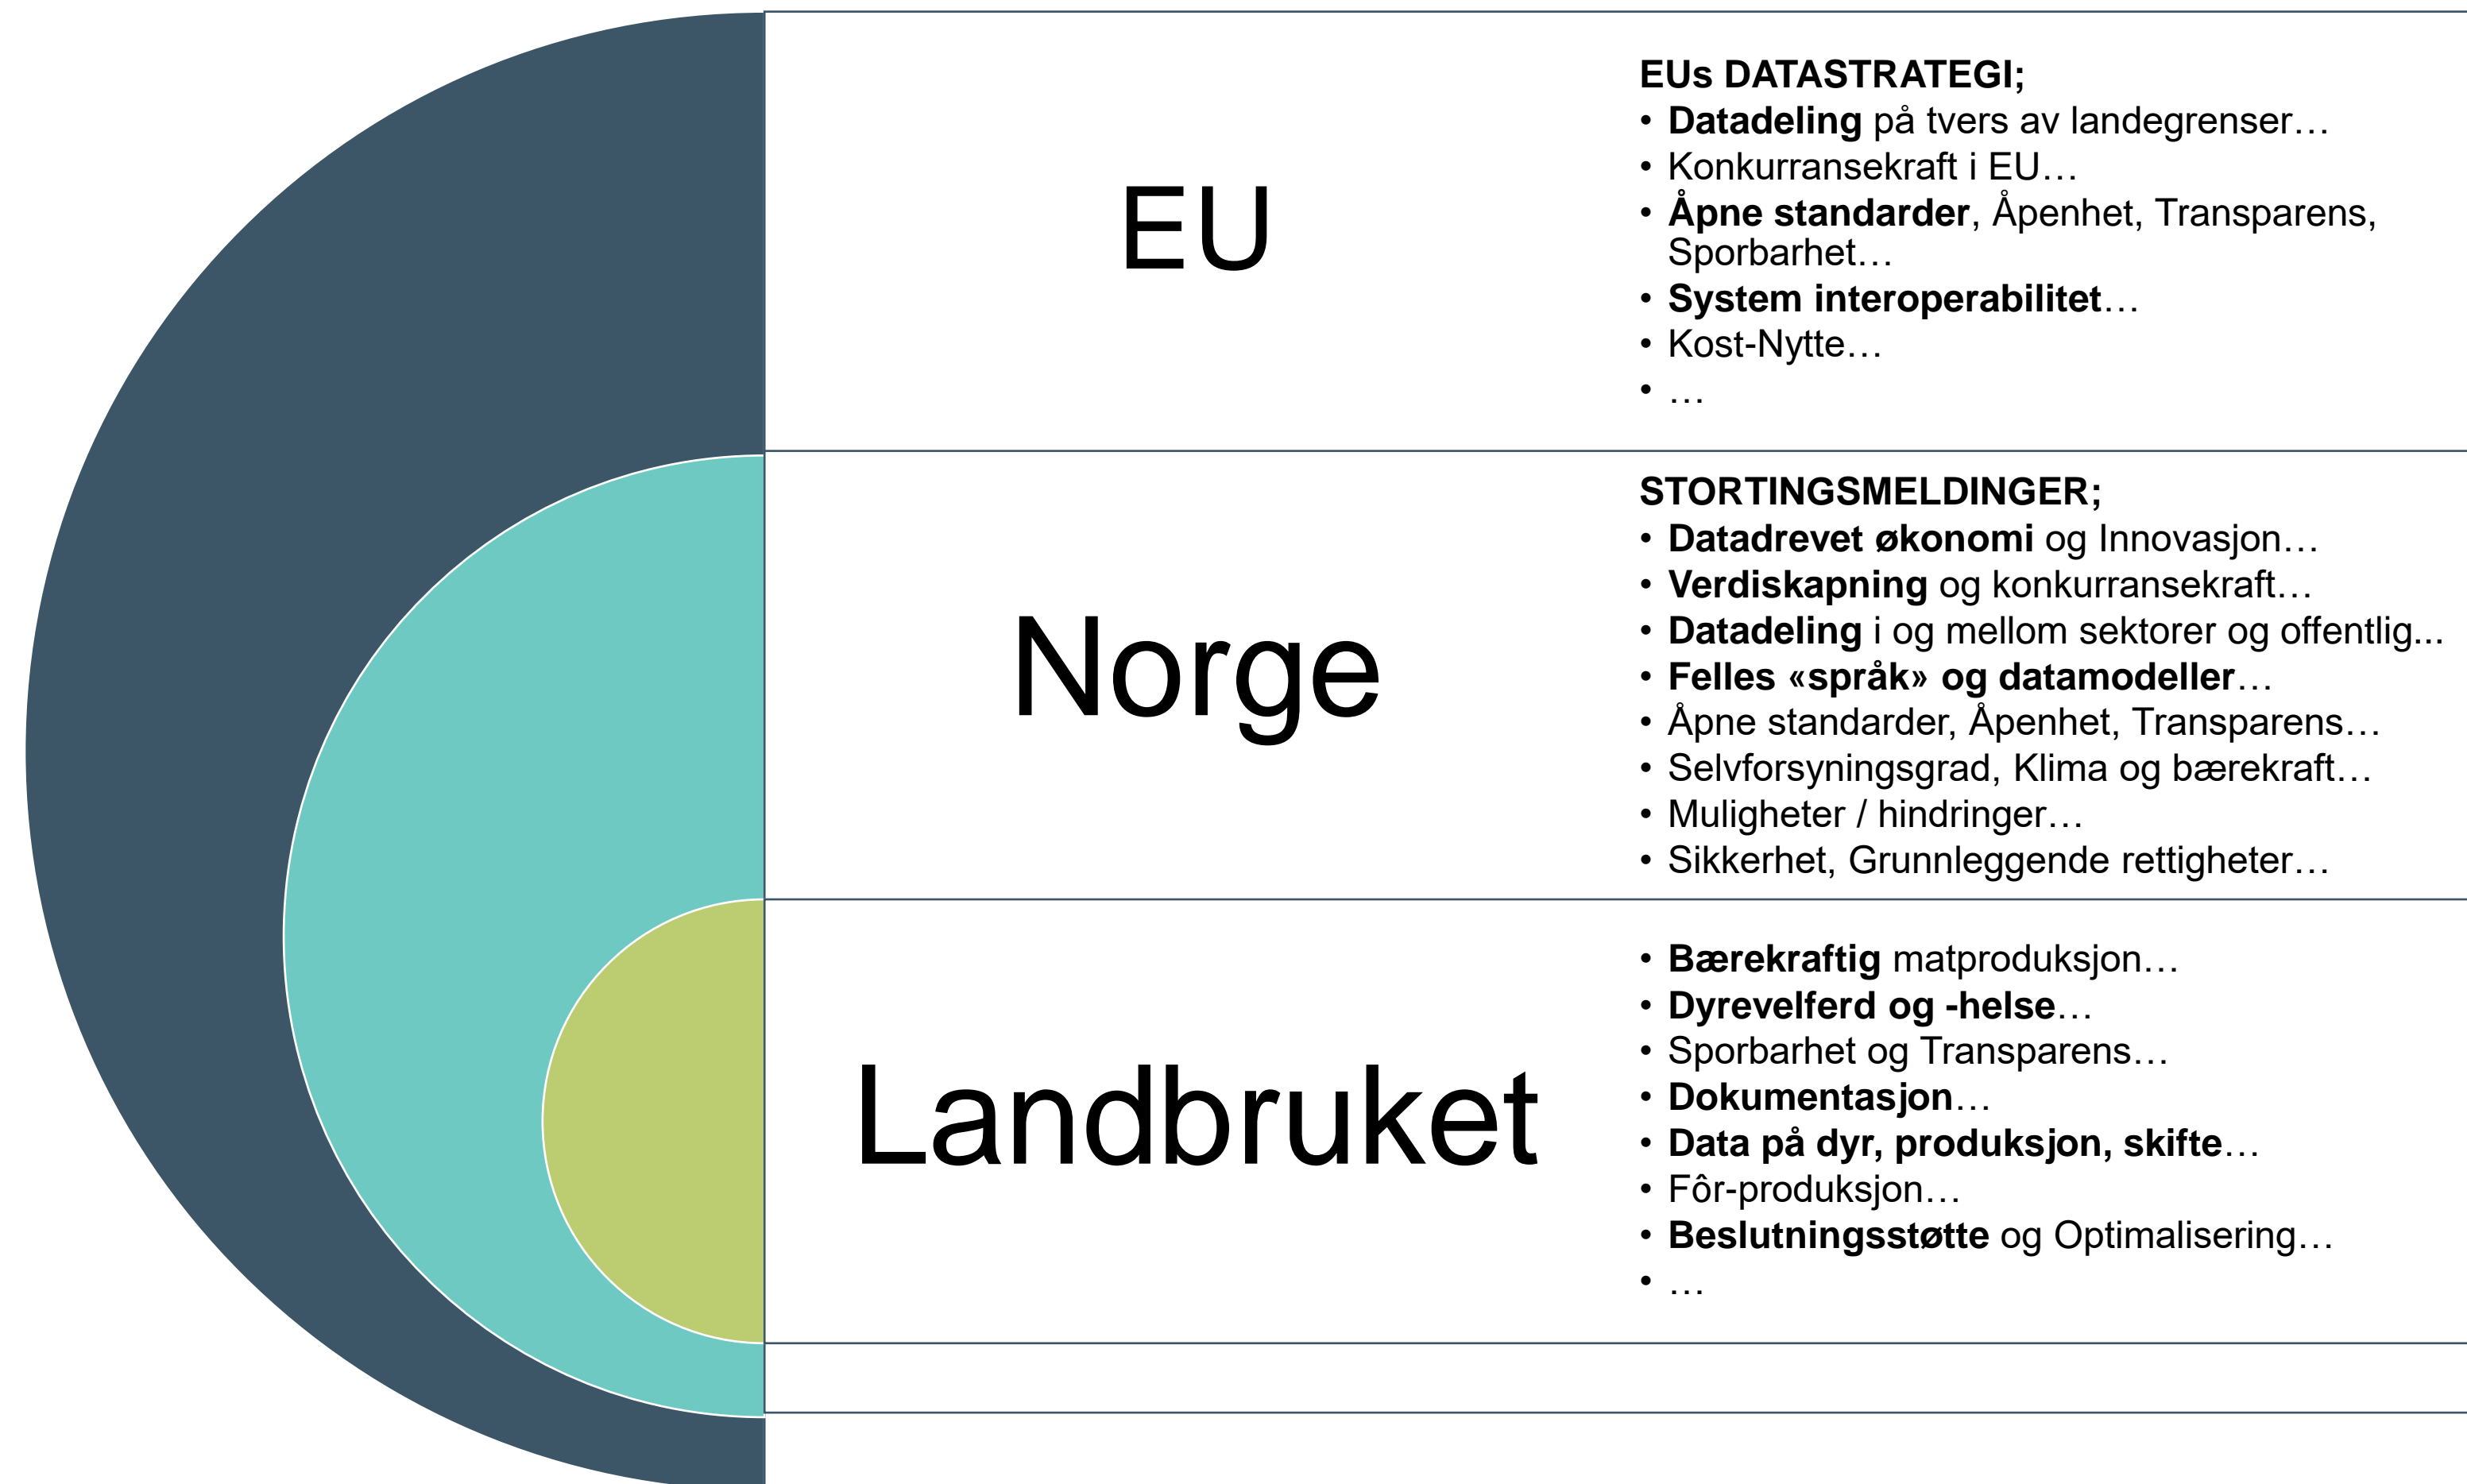 EU
EUs DATASTRATEGI;
• Datadeling på tvers av landegrenser…
• Konkurransekraft i EU…
• Åpne standarder, Åpenhet, Transparens,
Sporbarhet…
• System interoperabilitet…
• Kost-Nytte…
• …
Norge
STORTINGSMELDINGER;
• Datadrevet økonomi og Innovasjon…
• Verdiskapning og konkurransekraft…
• Datadeling i og mellom sektorer og offentlig...
• Felles «språk» og datamodeller…
• Åpne standarder, Åpenhet, Transparens…
• Selvforsyningsgrad, Klima og bærekraft…
• Muligheter / hindringer…
• Sikkerhet, Grunnleggende rettigheter…
Landbruket
• Bærekraftig matproduksjon…
• Dyrevelferd og -helse…
• Sporbarhet og Transparens…
• Dokumentasjon…
• Data på dyr, produksjon, skifte…
• Fôr-produksjon…
• Beslutningsstøtte og Optimalisering…
• …